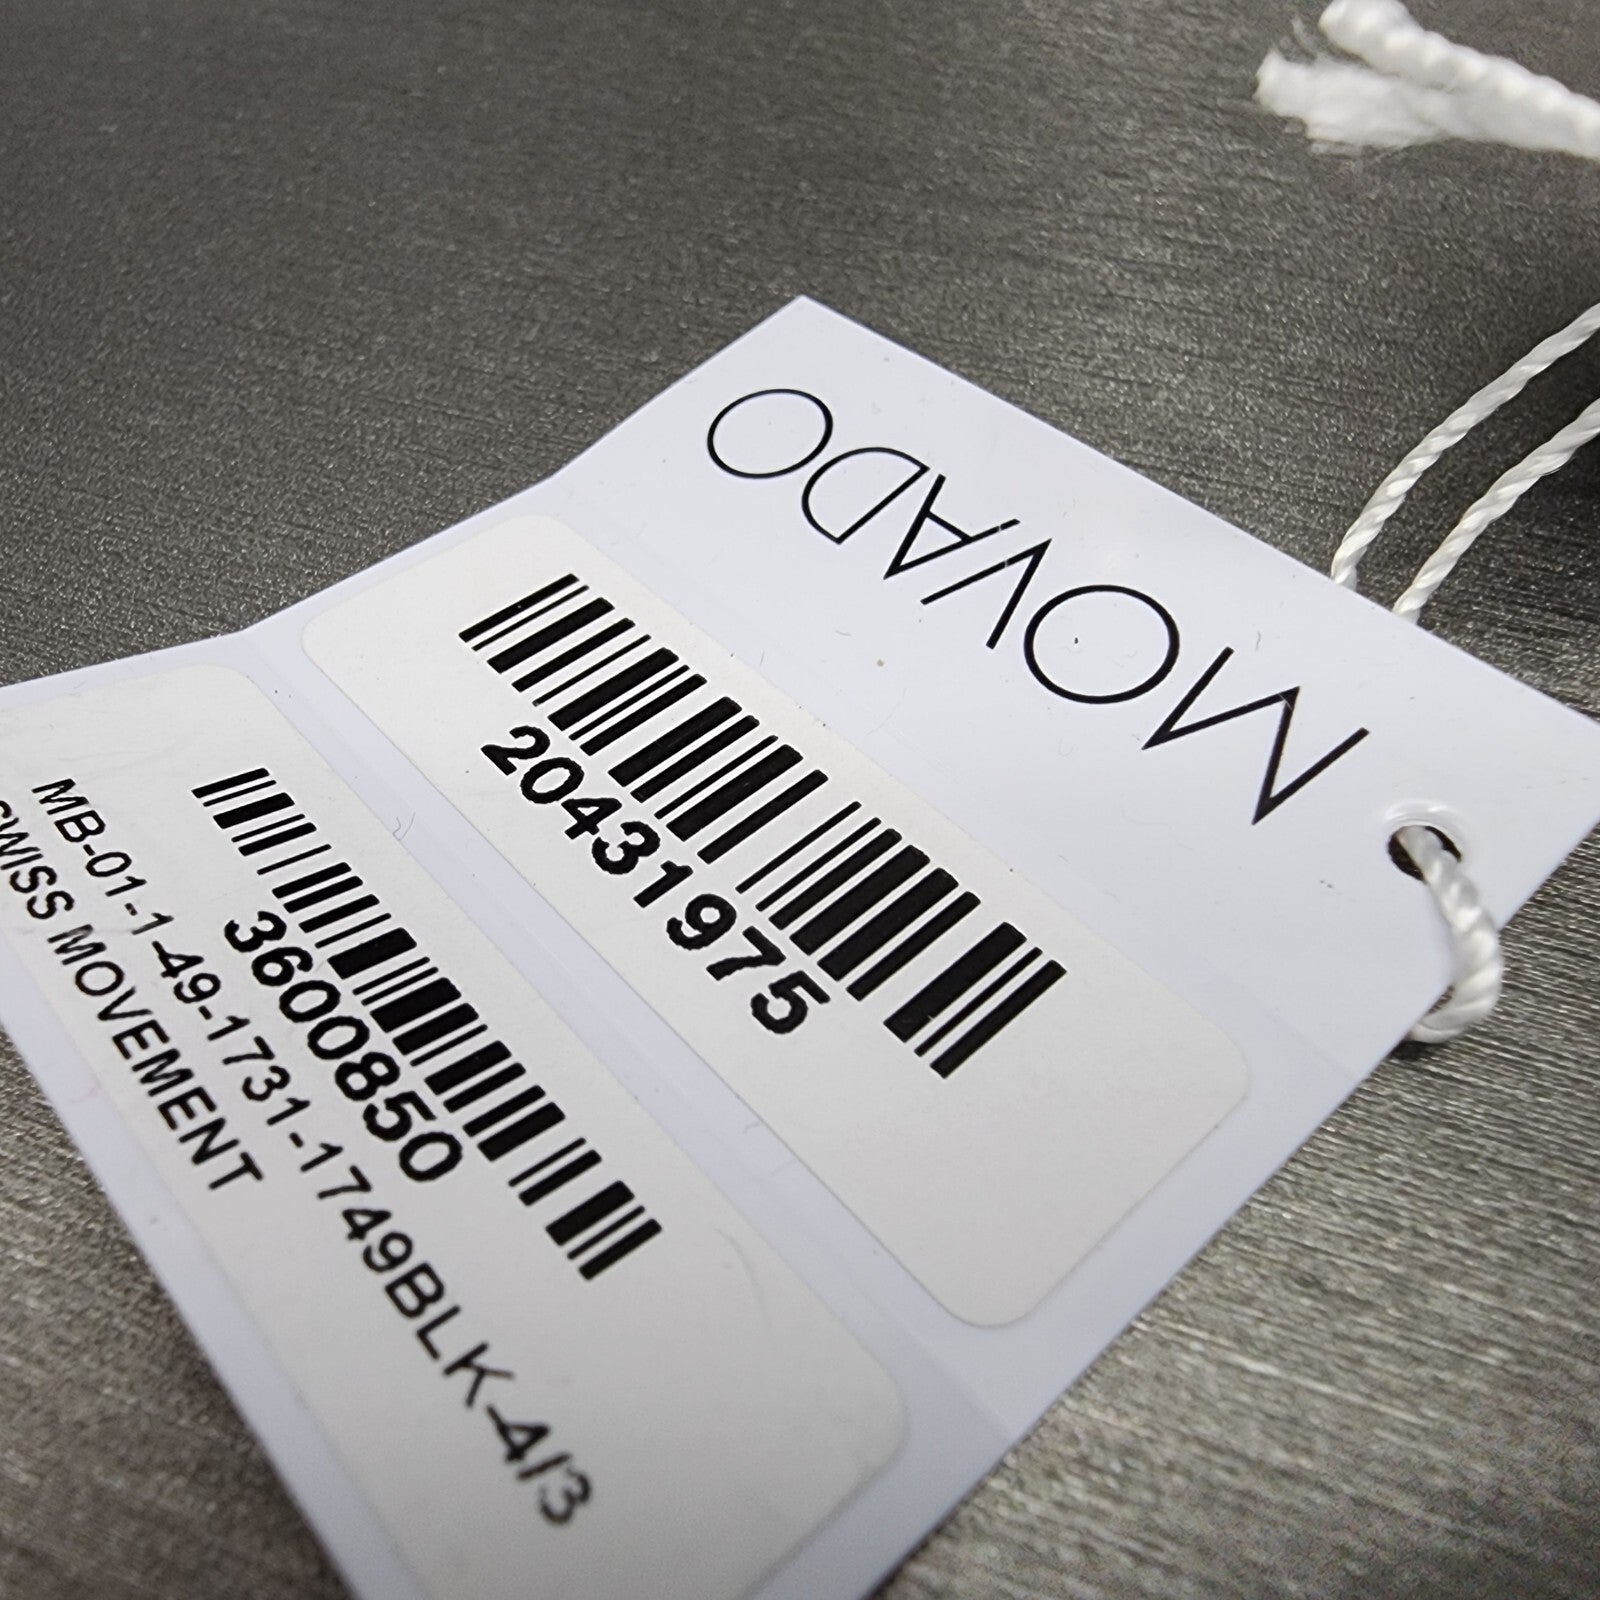 MOVADO
20431975
3600850
MB-01-1-49-1731-1749BLK-4/3
SWISS MOVEMENT